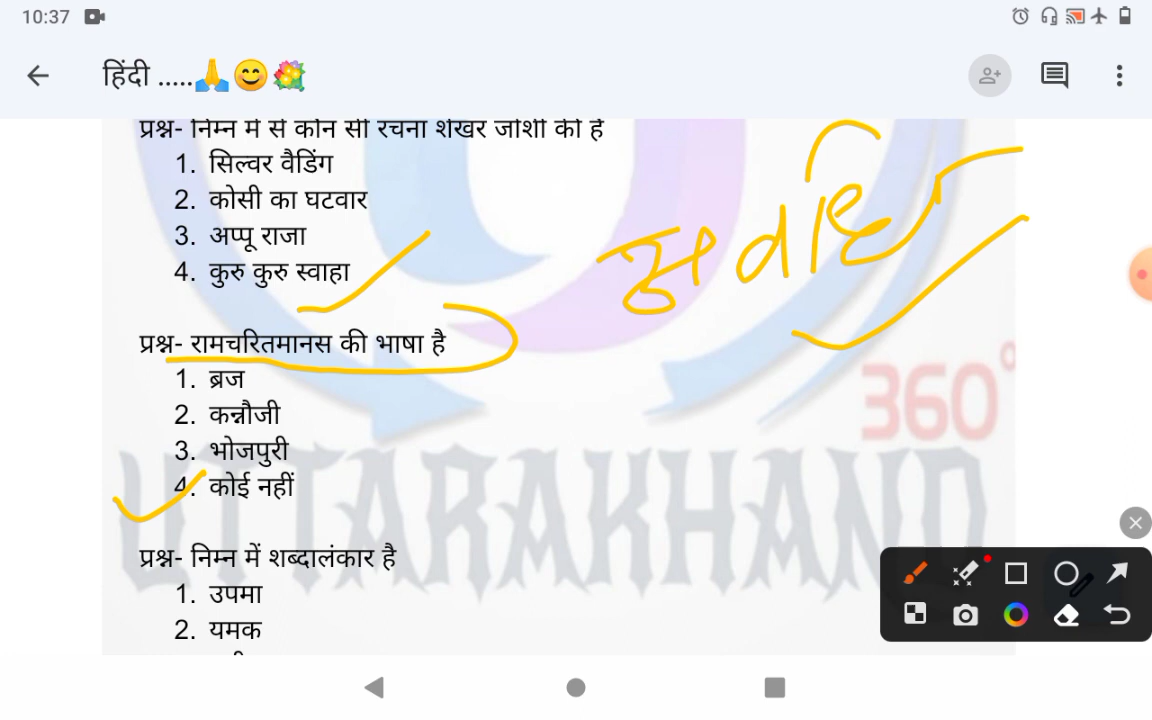 10:37
हिंदी .....🙏😊💐
प्रश्न- निम्न में से कौन सी रचना शेखर जोशी की है
1. सिल्वर वैडिंग
2. कोसी का घटवार
3. अप्पू राजा
4. कुरु कुरु स्वाहा
प्रश्न- रामचरितमानस की भाषा है
1. ब्रज
2. कन्नौजी
3. भोजपुरी
4. कोई नहीं
प्रश्न- निम्न में शब्दालंकार है
1. उपमा
2. यमक
360°
UTTARAKHAND